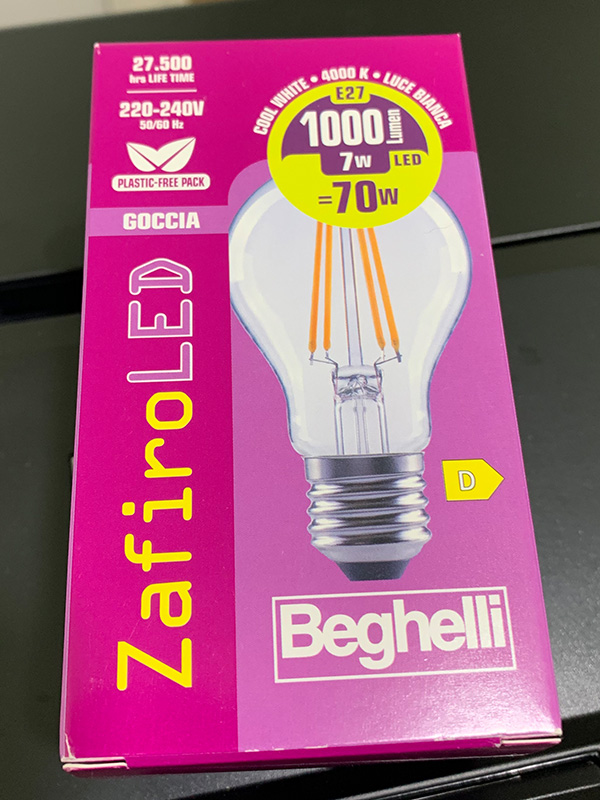 27.500
hrs LIFE TIME
220-240V
50/60 Hz
PLASTIC-FREE PACK
GOCCIA
COOL WHITE • 4000 K • LUCE BIANCA
E27
1000 Lumen
7W LED
=70W
ZafiroLED
D
Beghelli